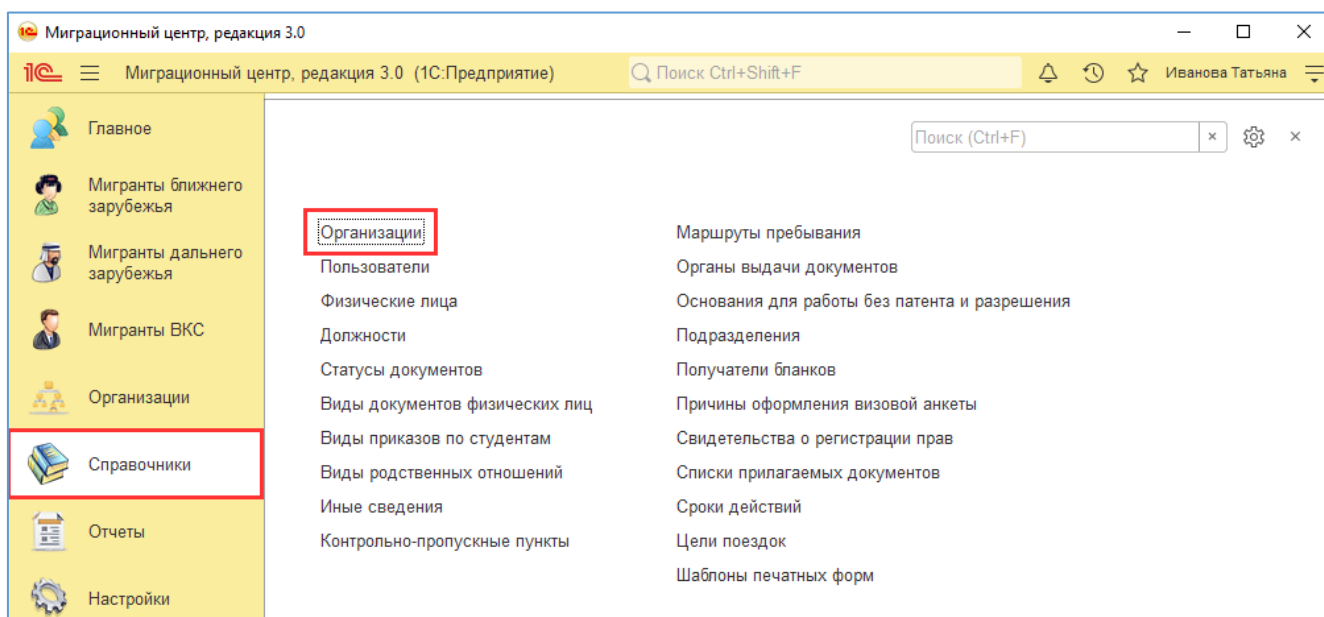 Миграционный центр, редакция 3.0
Миграционный центр, редакция 3.0 (1С:Предприятие)
Поиск Ctrl+Shift+F
Иванова Татьяна
Главное
Мигранты ближнего
зарубежья
Мигранты дальнего
зарубежья
Мигранты ВКС
Организации
Справочники
Отчеты
Настройки
Поиск (Ctrl+F)
Организации
Пользователи
Физические лица
Должности
Статусы документов
Виды документов физических лиц
Виды приказов по студентам
Виды родственных отношений
Иные сведения
Контрольно-пропускные пункты
Маршруты пребывания
Органы выдачи документов
Основания для работы без патента и разрешения
Подразделения
Получатели бланков
Причины оформления визовой анкеты
Свидетельства о регистрации прав
Списки прилагаемых документов
Сроки действий
Цели поездок
Шаблоны печатных форм